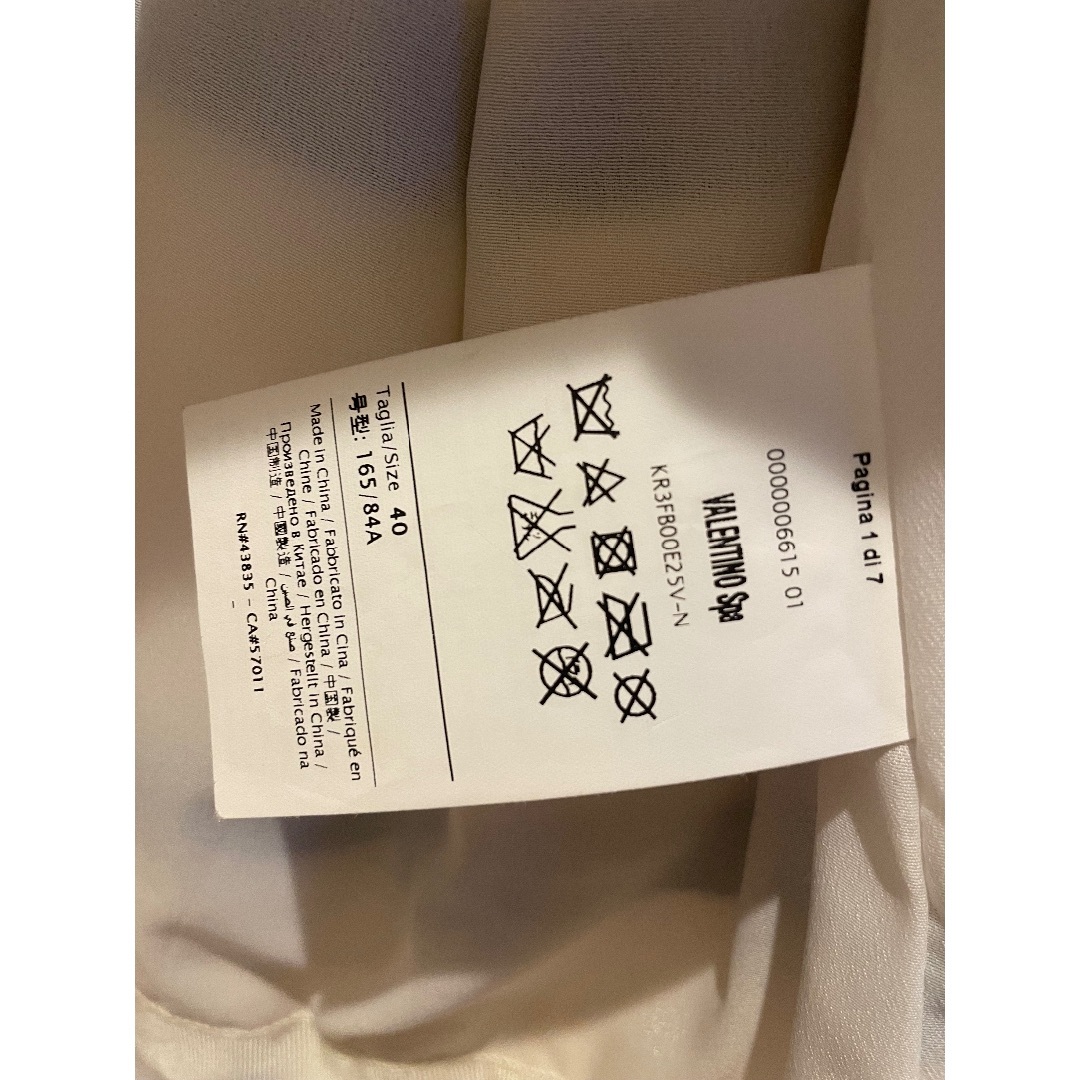 Pagina 1 di 7
0000006615 01
VALENTINO Spa
KR3FB00E25V-N
Taglia/Size 40
号型: 165/84A
Made in China / Fabbricato in Cina / Fabriqué en
Chine / Fabricado en China / 中国製 /
Произведено в Китае / Hergestellt in China /
中国制造 / 中國製造 / صنع في الصين / Fabricado na
China
RN#43835 - CA#57011